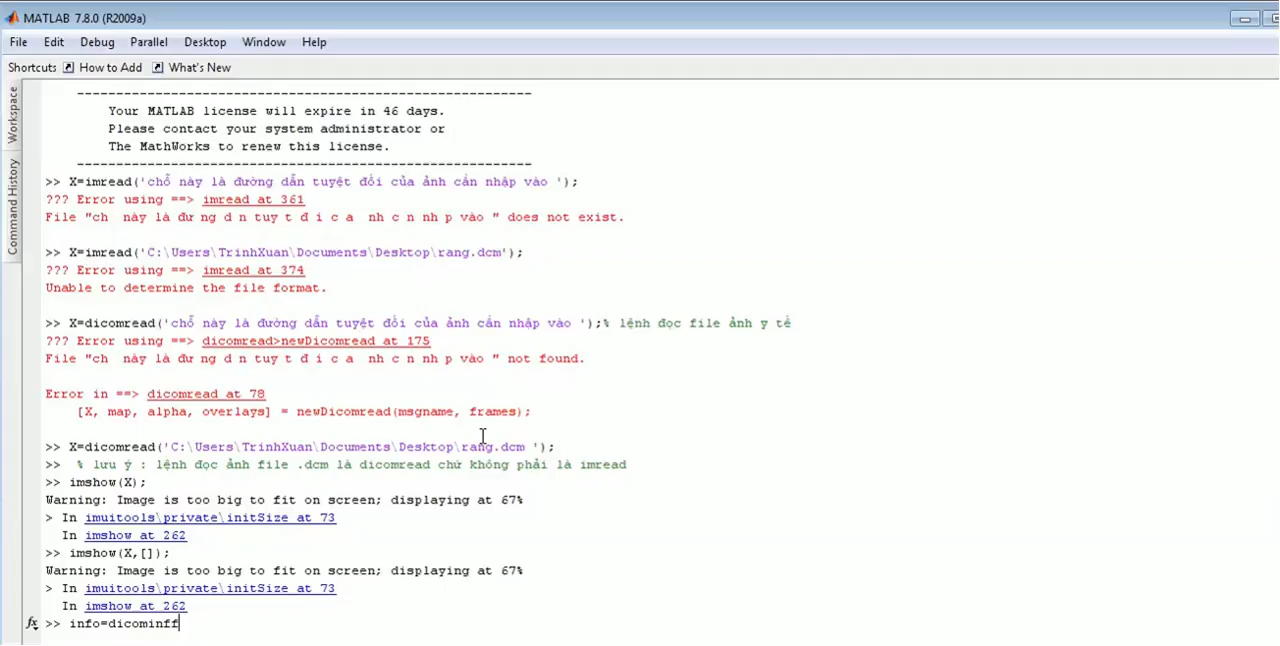 MATLAB 7.8.0 (R2009a)
File Edit Debug Parallel Desktop Window Help
Shortcuts How to Add What's New
Workspace
Command History
------------------------------------------------------------
Your MATLAB license will expire in 46 days.
Please contact your system administrator or
The MathWorks to renew this license.
------------------------------------------------------------
>> X=imread('chỗ này là đường dẫn tuyệt đối của ảnh cần nhập vào ');
??? Error using ==> imread at 361
File "ch  này là đư ng d n tuy t đ i c a  nh c n nh p vào " does not exist.
>> X=imread('C:\Users\TrinhXuan\Documents\Desktop\rang.dcm');
??? Error using ==> imread at 374
Unable to determine the file format.
>> X=dicomread('chỗ này là đường dẫn tuyệt đối của ảnh cần nhập vào ');% lệnh đọc file ảnh y tế
??? Error using ==> dicomread>newDicomread at 175
File "ch  này là đư ng d n tuy t đ i c a  nh c n nh p vào " not found.
Error in ==> dicomread at 78
[X, map, alpha, overlays] = newDicomread(msgname, frames);
>> X=dicomread('C:\Users\TrinhXuan\Documents\Desktop\rang.dcm ');
>> % lưu ý : lệnh đọc ảnh file .dcm là dicomread chứ không phải là imread
>> imshow(X);
Warning: Image is too big to fit on screen; displaying at 67%
> In imuitools\private\initSize at 73
In imshow at 262
>> imshow(X,[]);
Warning: Image is too big to fit on screen; displaying at 67%
> In imuitools\private\initSize at 73
In imshow at 262
fx >> info=dicominff